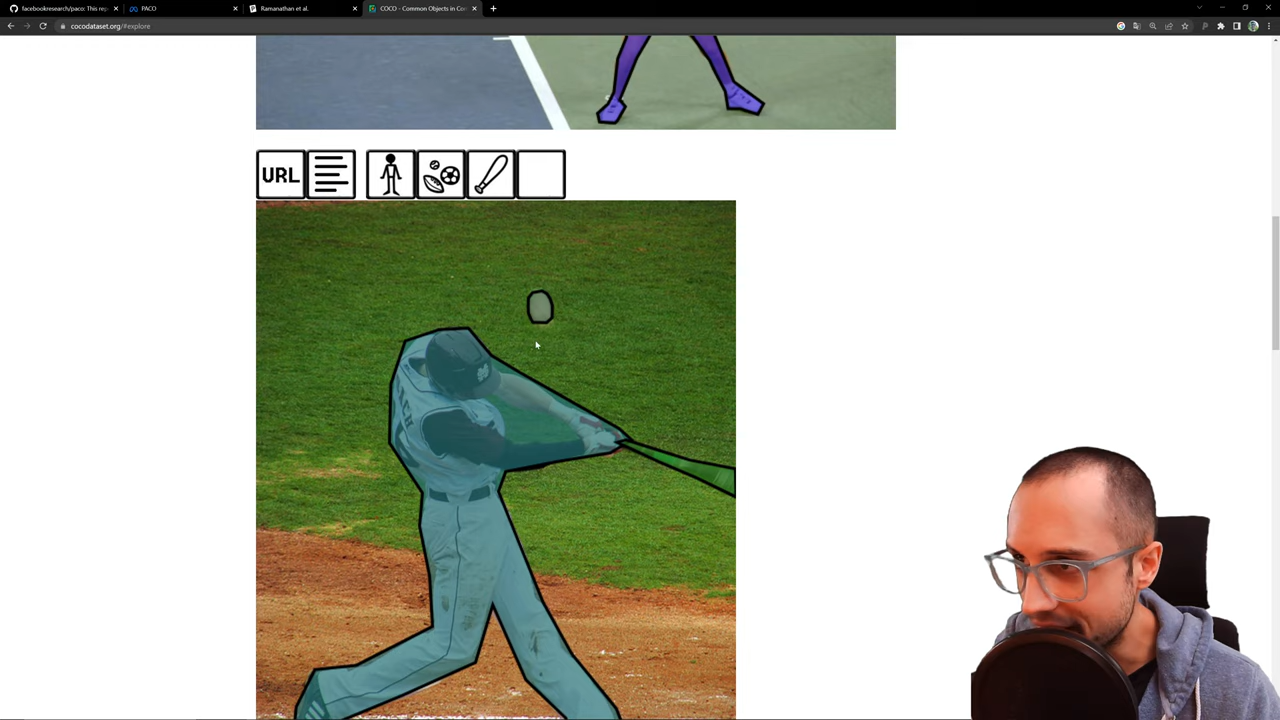 facebookresearch/paco: This rep
PACO
Ramanathan et al.
COCO - Common Objects in Co
cocodataset.org/#explore
URL